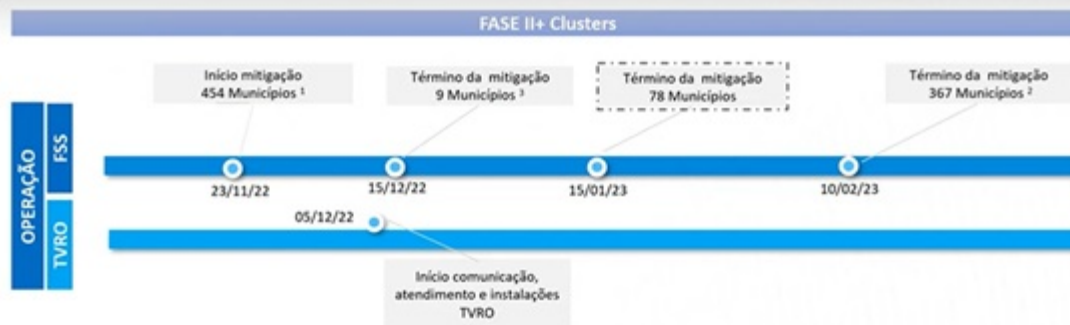 FASE II+ Clusters
Início mitigação
454 Municípios ¹
Término da mitigação
9 Municípios ³
Término da mitigação
78 Municípios
Término da mitigação
367 Municípios ²
OPERAÇÃO
FSS
23/11/22
15/12/22
15/01/23
10/02/23
TVRO
05/12/22
Início comunicação,
atendimento e instalações
TVRO